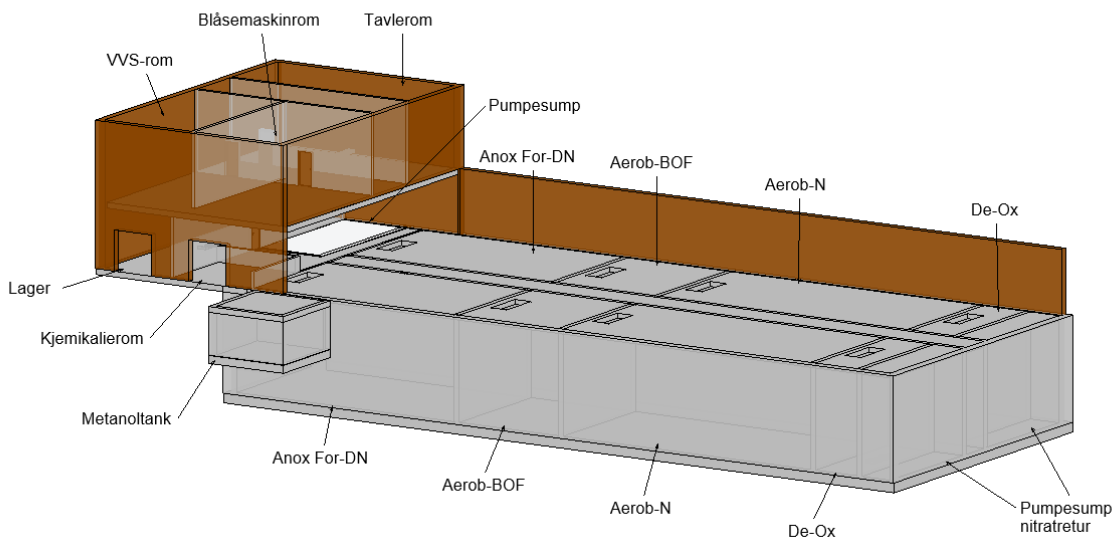 Blåsemaskinrom
Tavlerom
VVS-rom
Pumpesump
Anox For-DN
Aerob-BOF
Aerob-N
De-Ox
Lager
Kjemikalierom
Metanoltank
Anox For-DN
Aerob-BOF
Aerob-N
De-Ox
Pumpesump
nitratretur